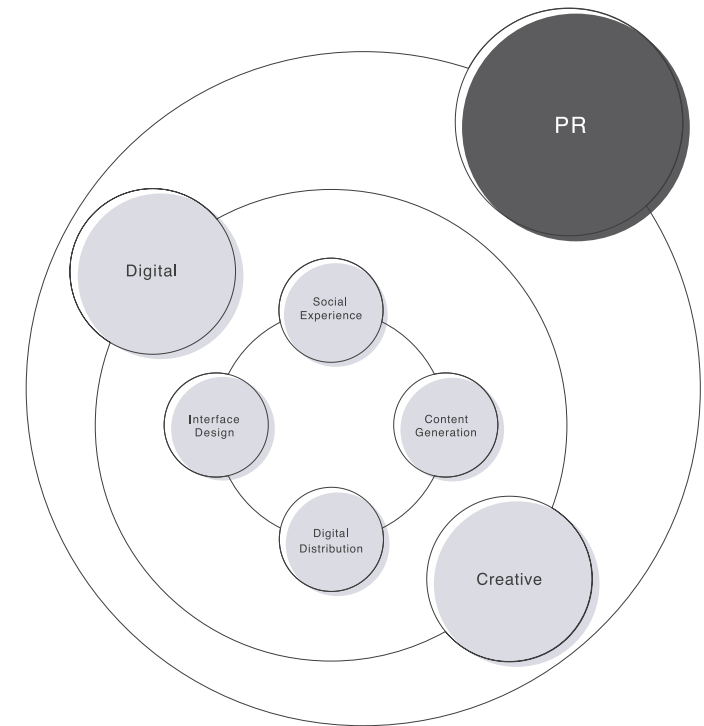 PR
Digital
Social
Experience
Interface
Design
Content
Generation
Digital
Distribution
Creative